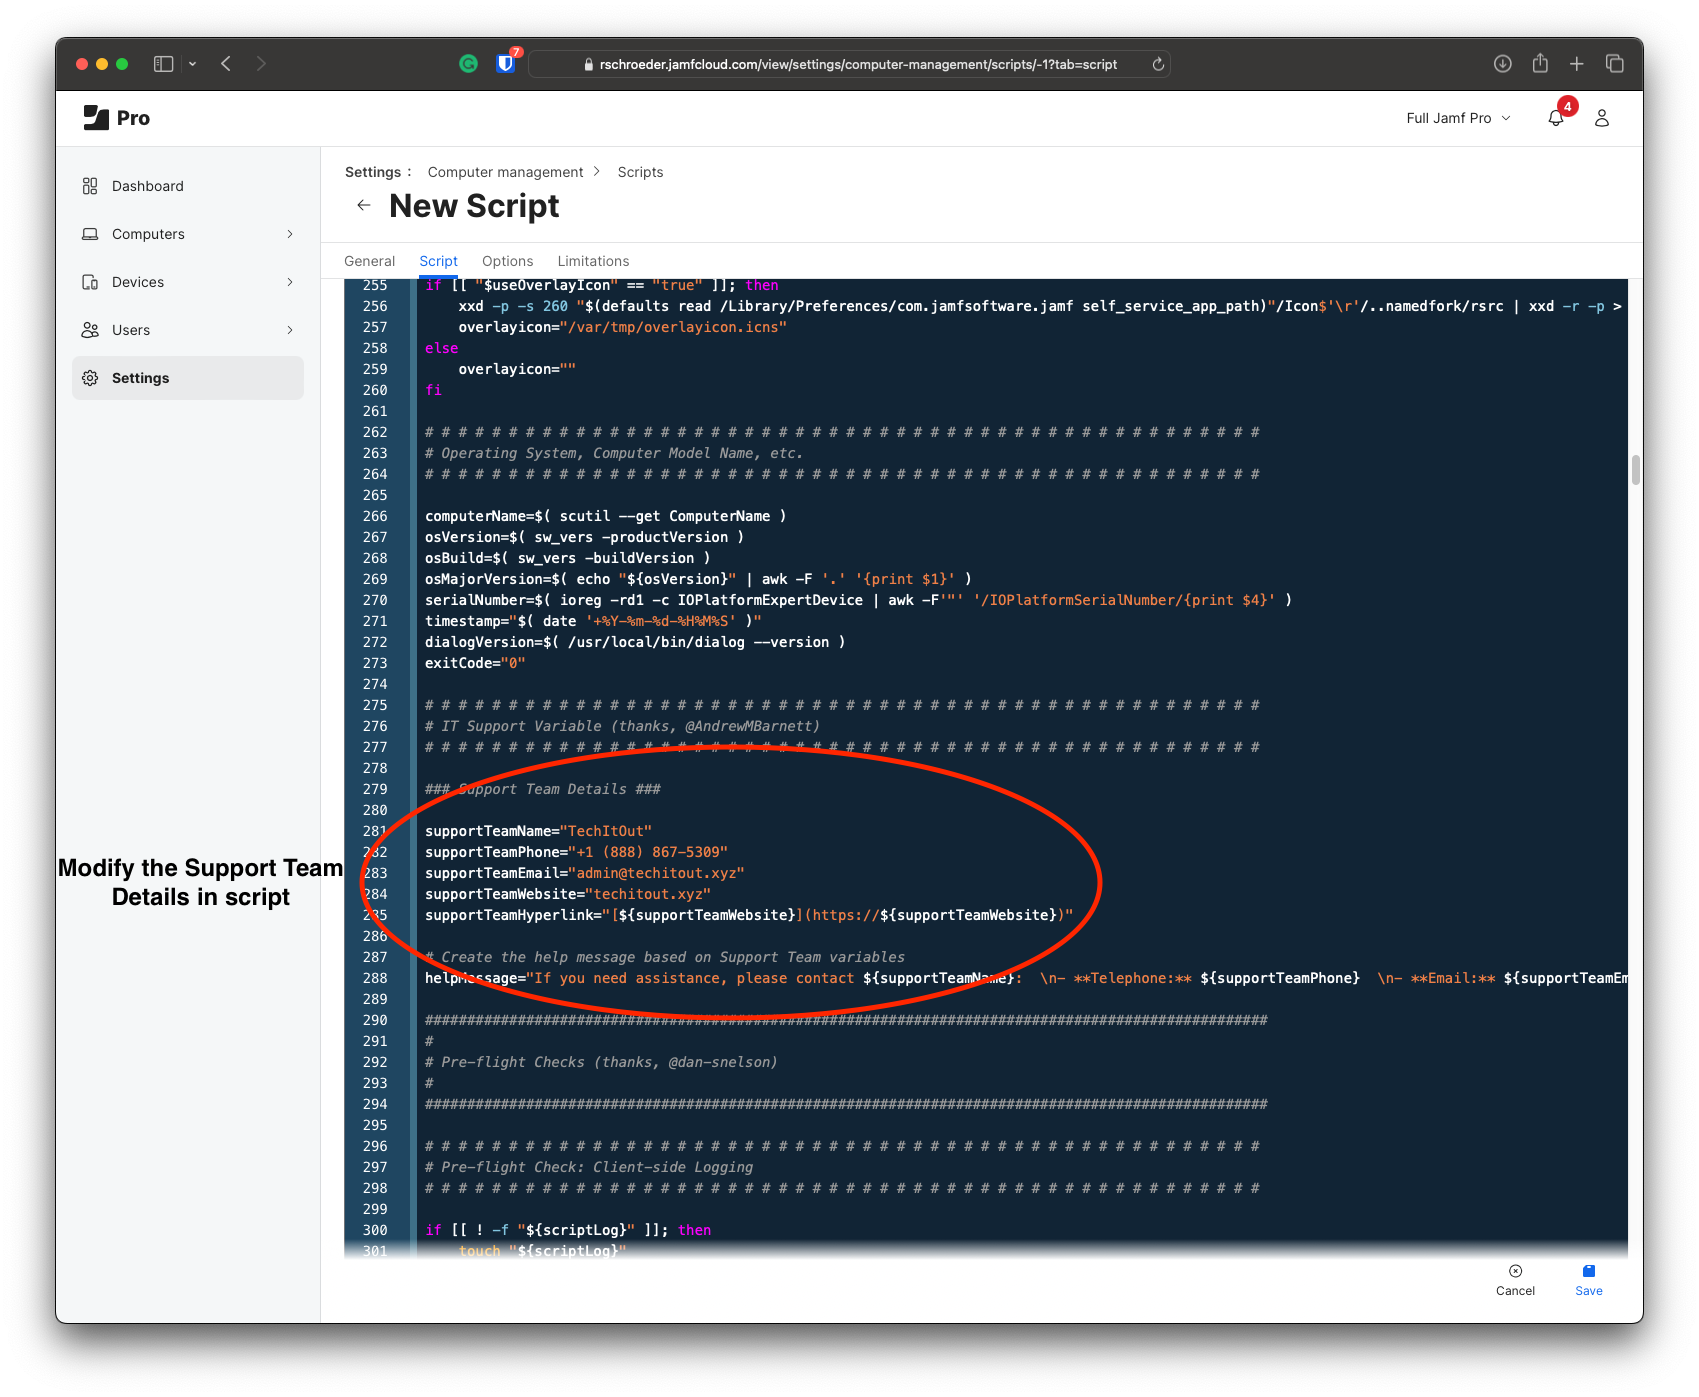 7
rschroeder.jamfcloud.com/view/settings/computer-management/scripts/-1?tab=script
Pro
Full Jamf Pro
4
Dashboard
Computers
Devices
Users
Settings
Settings : Computer management > Scripts
New Script
General Script Options Limitations
255 if [[ "$useOverlayIcon" == "true" ]]; then
256 xxd -p -s 260 "$(defaults read /Library/Preferences/com.jamfsoftware.jamf self_service_app_path)"/Icon$'\r'/..namedfork/rsrc | xxd -r -p >
257 overlayicon="/var/tmp/overlayicon.icns"
258 else
259 overlayicon=""
260 fi
261
262 # # # # # # # # # # # # # # # # # # # # # # # # # # # # # # # # # # # # # # # # # # # # # # # # # #
263 # Operating System, Computer Model Name, etc.
264 # # # # # # # # # # # # # # # # # # # # # # # # # # # # # # # # # # # # # # # # # # # # # # # # # #
265
266 computerName=$( scutil --get ComputerName )
267 osVersion=$( sw_vers -productVersion )
268 osBuild=$( sw_vers -buildVersion )
269 osMajorVersion=$( echo "${osVersion}" | awk -F '.' '{print $1}' )
270 serialNumber=$( ioreg -rd1 -c IOPlatformExpertDevice | awk -F'"' '/IOPlatformSerialNumber/{print $4}' )
271 timestamp="$( date '+%Y-%m-%d-%H%M%S' )"
272 dialogVersion=$( /usr/local/bin/dialog --version )
273 exitCode="0"
274
275 # # # # # # # # # # # # # # # # # # # # # # # # # # # # # # # # # # # # # # # # # # # # # # # # # #
276 # IT Support Variable (thanks, @AndrewMBarnett)
277 # # # # # # # # # # # # # # # # # # # # # # # # # # # # # # # # # # # # # # # # # # # # # # # # # #
278
279 ### Support Team Details ###
280
281 supportTeamName="TechItOut"
282 supportTeamPhone="+1 (888) 867-5309"
283 supportTeamEmail="admin@techitout.xyz"
284 supportTeamWebsite="techitout.xyz"
285 supportTeamHyperlink="[${supportTeamWebsite}](https://${supportTeamWebsite})"
286
287 # Create the help message based on Support Team variables
288 helpMessage="If you need assistance, please contact ${supportTeamName}:  \n- **Telephone:** ${supportTeamPhone}  \n- **Email:** ${supportTeamEm
289
290 ####################################################################################################
291 #
292 # Pre-flight Checks (thanks, @dan-snelson)
293 #
294 ####################################################################################################
295
296 # # # # # # # # # # # # # # # # # # # # # # # # # # # # # # # # # # # # # # # # # # # # # # # # # #
297 # Pre-flight Check: Client-side Logging
298 # # # # # # # # # # # # # # # # # # # # # # # # # # # # # # # # # # # # # # # # # # # # # # # # # #
299
300 if [[ ! -f "${scriptLog}" ]]; then
301 touch "${scriptLog}"
Modify the Support Team
Details in script
Cancel
Save